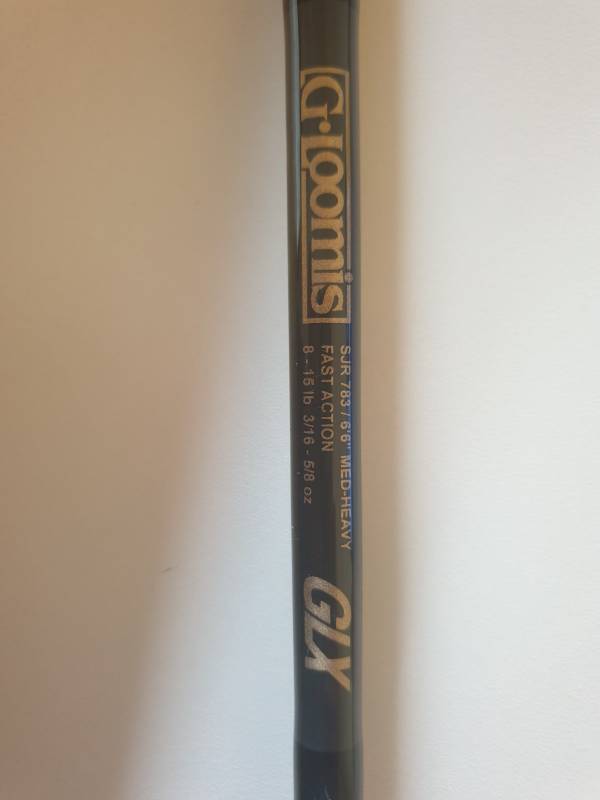 G·Loomis
SJR 783 / 6'6" MED-HEAVY
FAST ACTION
8 - 15 lb 3/16 - 5/8 oz
GLX